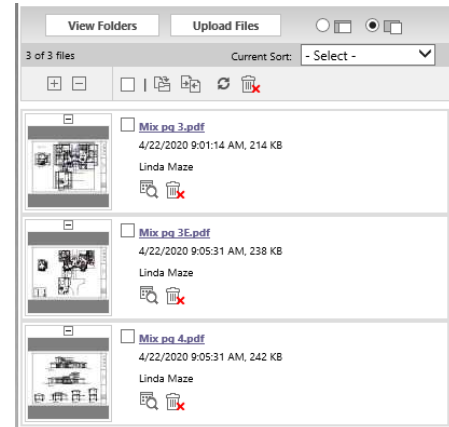 View Folders Upload Files
3 of 3 files Current Sort: - Select -
Mix pg 3.pdf
4/22/2020 9:01:14 AM, 214 KB
Linda Maze
Mix pg 3E.pdf
4/22/2020 9:05:31 AM, 238 KB
Linda Maze
Mix pg 4.pdf
4/22/2020 9:05:31 AM, 242 KB
Linda Maze